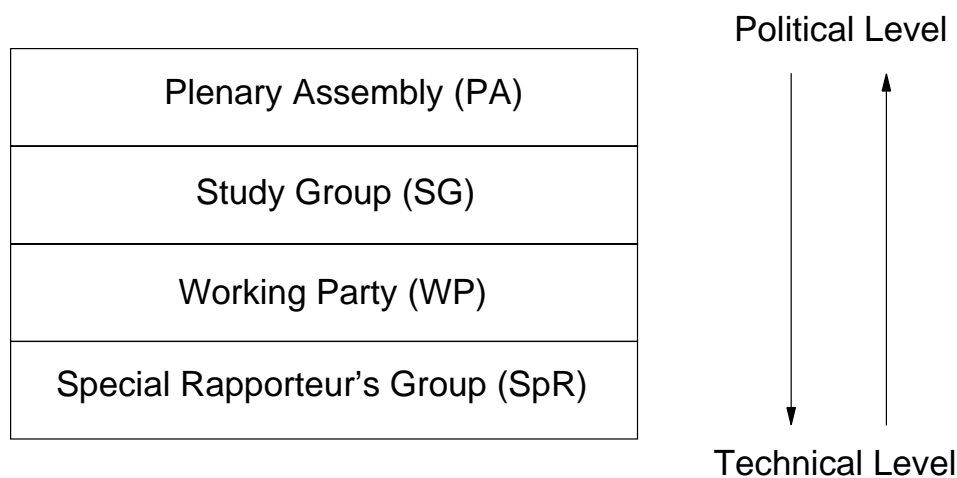 Political Level
Plenary Assembly (PA)
Study Group (SG)
Working Party (WP)
Special Rapporteur's Group (SpR)
Technical Level